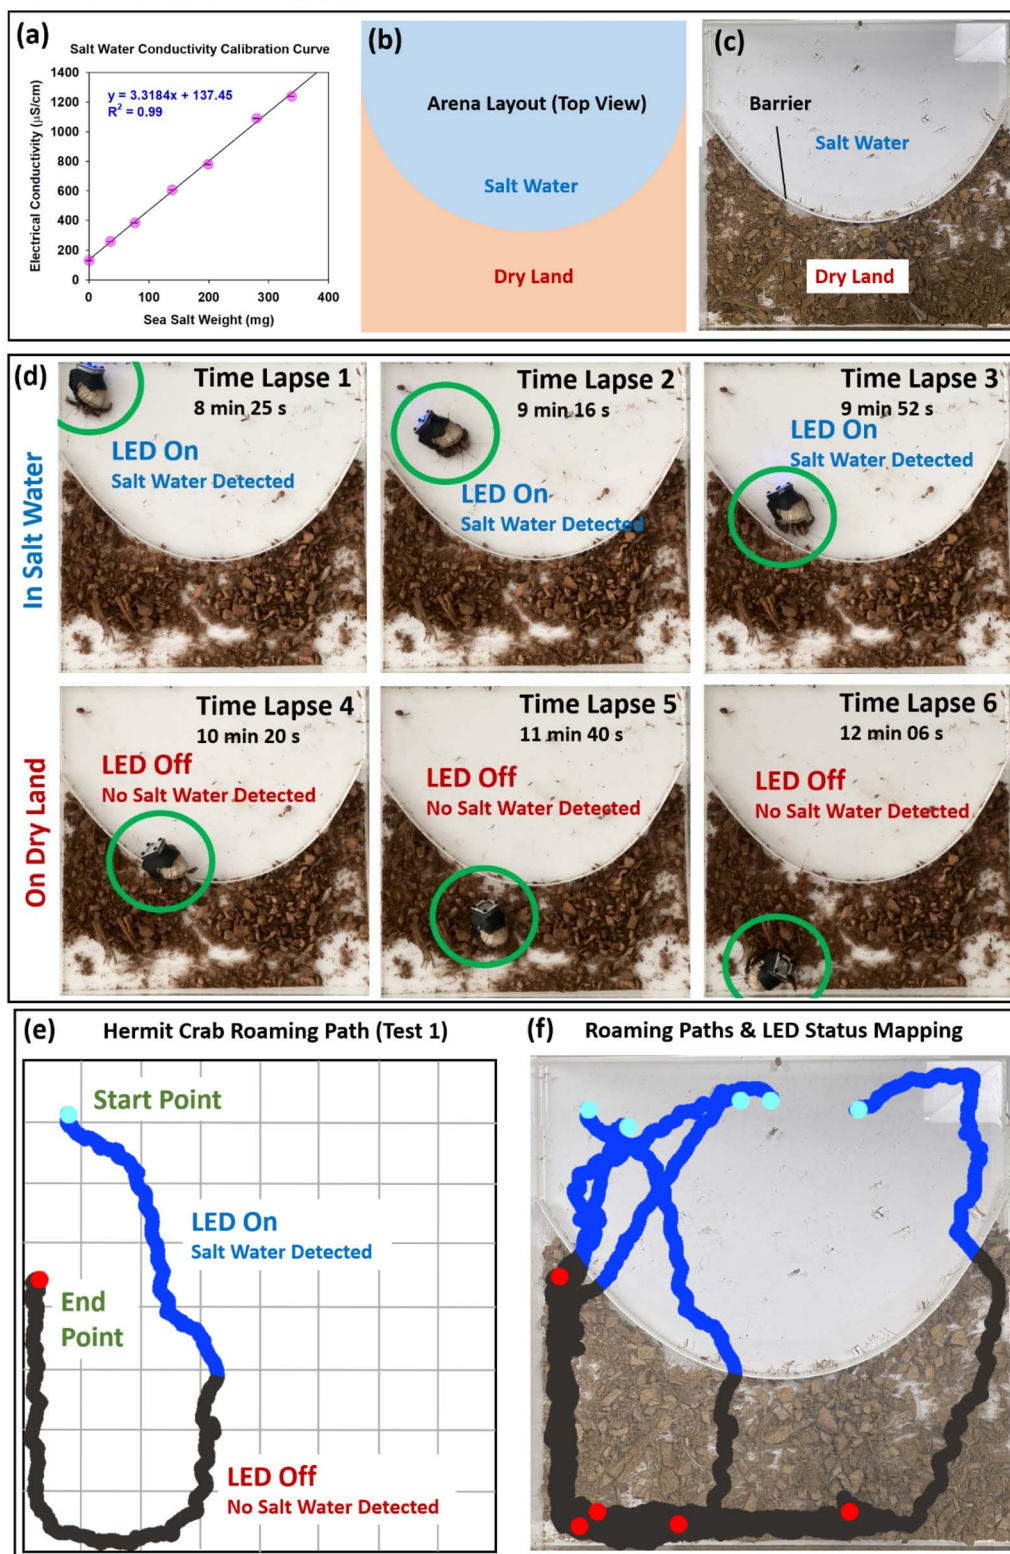 (a)
Salt Water Conductivity Calibration Curve
y = 3.3184x + 137.45
R² = 0.99
Electrical Conductivity (µS/cm)
1400
1200
1000
800
600
400
200
0
0 100 200 300 400
Sea Salt Weight (mg)
(b)
Arena Layout (Top View)
Salt Water
Dry Land
(c)
Barrier
Salt Water
Dry Land
(d)
In Salt Water
Time Lapse 1
8 min 25 s
LED On
Salt Water Detected
Time Lapse 2
9 min 16 s
LED On
Salt Water Detected
Time Lapse 3
9 min 52 s
LED On
Salt Water Detected
On Dry Land
Time Lapse 4
10 min 20 s
LED Off
No Salt Water Detected
Time Lapse 5
11 min 40 s
LED Off
No Salt Water Detected
Time Lapse 6
12 min 06 s
LED Off
No Salt Water Detected
(e)
Hermit Crab Roaming Path (Test 1)
Start Point
LED On
Salt Water Detected
End
Point
LED Off
No Salt Water Detected
(f)
Roaming Paths & LED Status Mapping